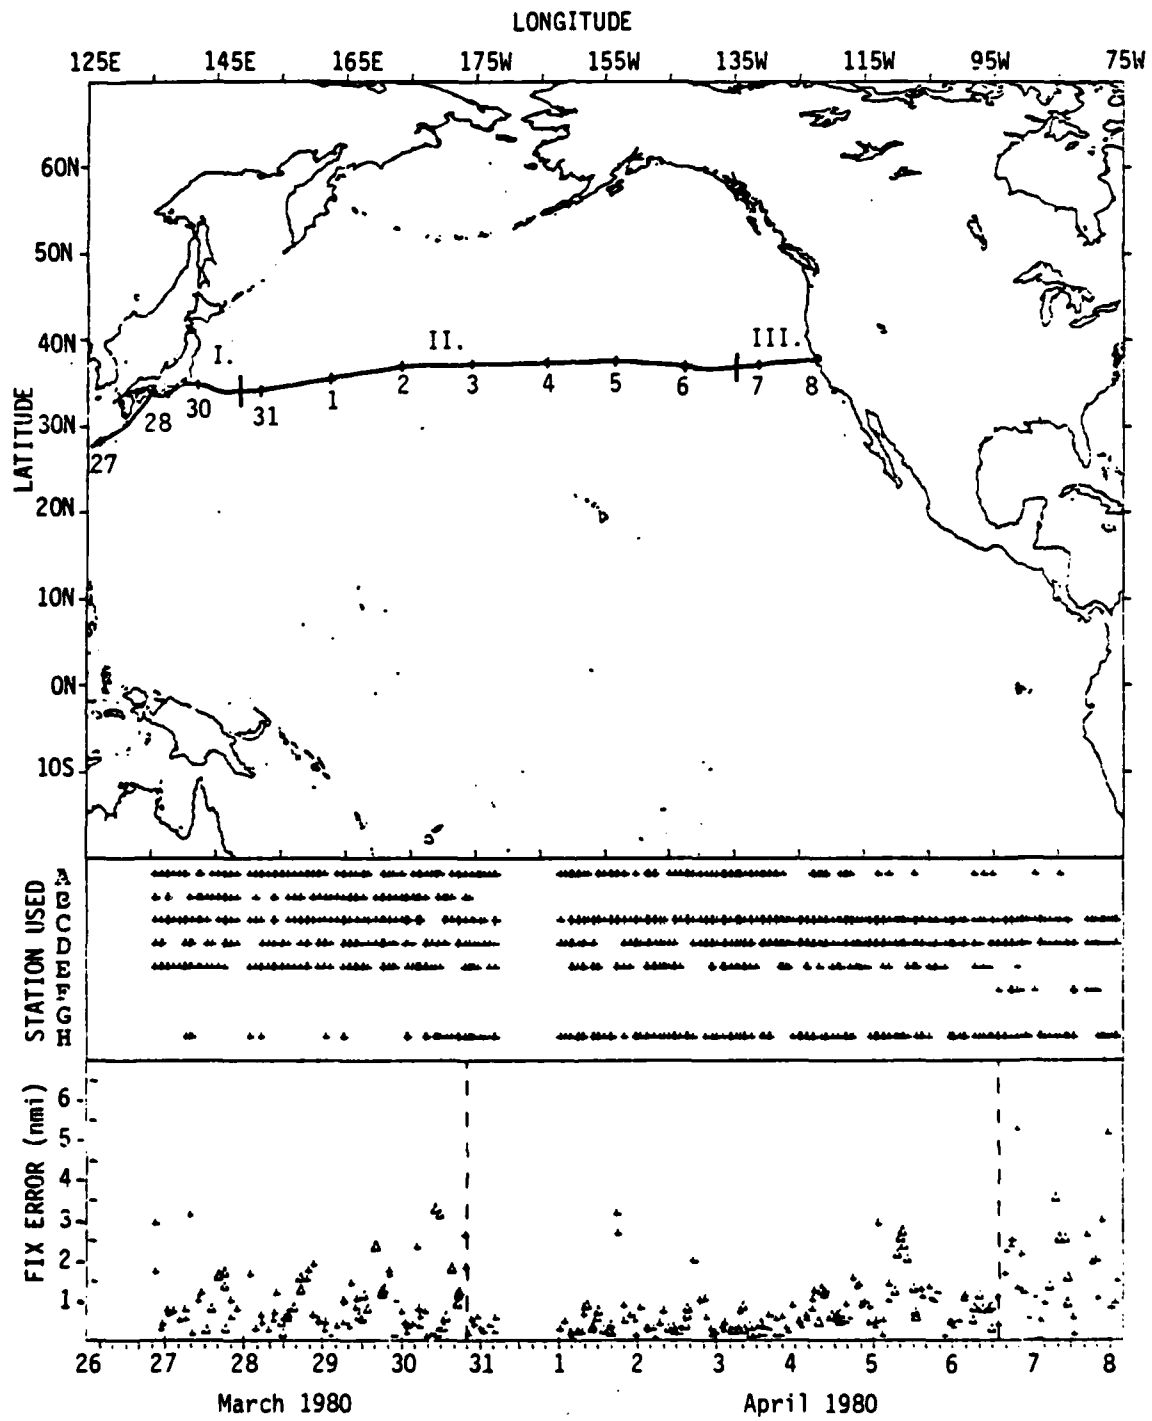 LONGITUDE
125E 145E 165E 175W 155W 135W 115W 95W 75W
LATITUDE
60N
50N
40N
30N
20N
10N
0N
10S
I. II. III.
27 28 30 31 1 2 3 4 5 6 7 8
STATION USED
A
B
C
D
E
F
G
H
FIX ERROR (nmi)
6
5
4
3
2
1
26 27 28 29 30 31 1 2 3 4 5 6 7 8
March 1980 April 1980